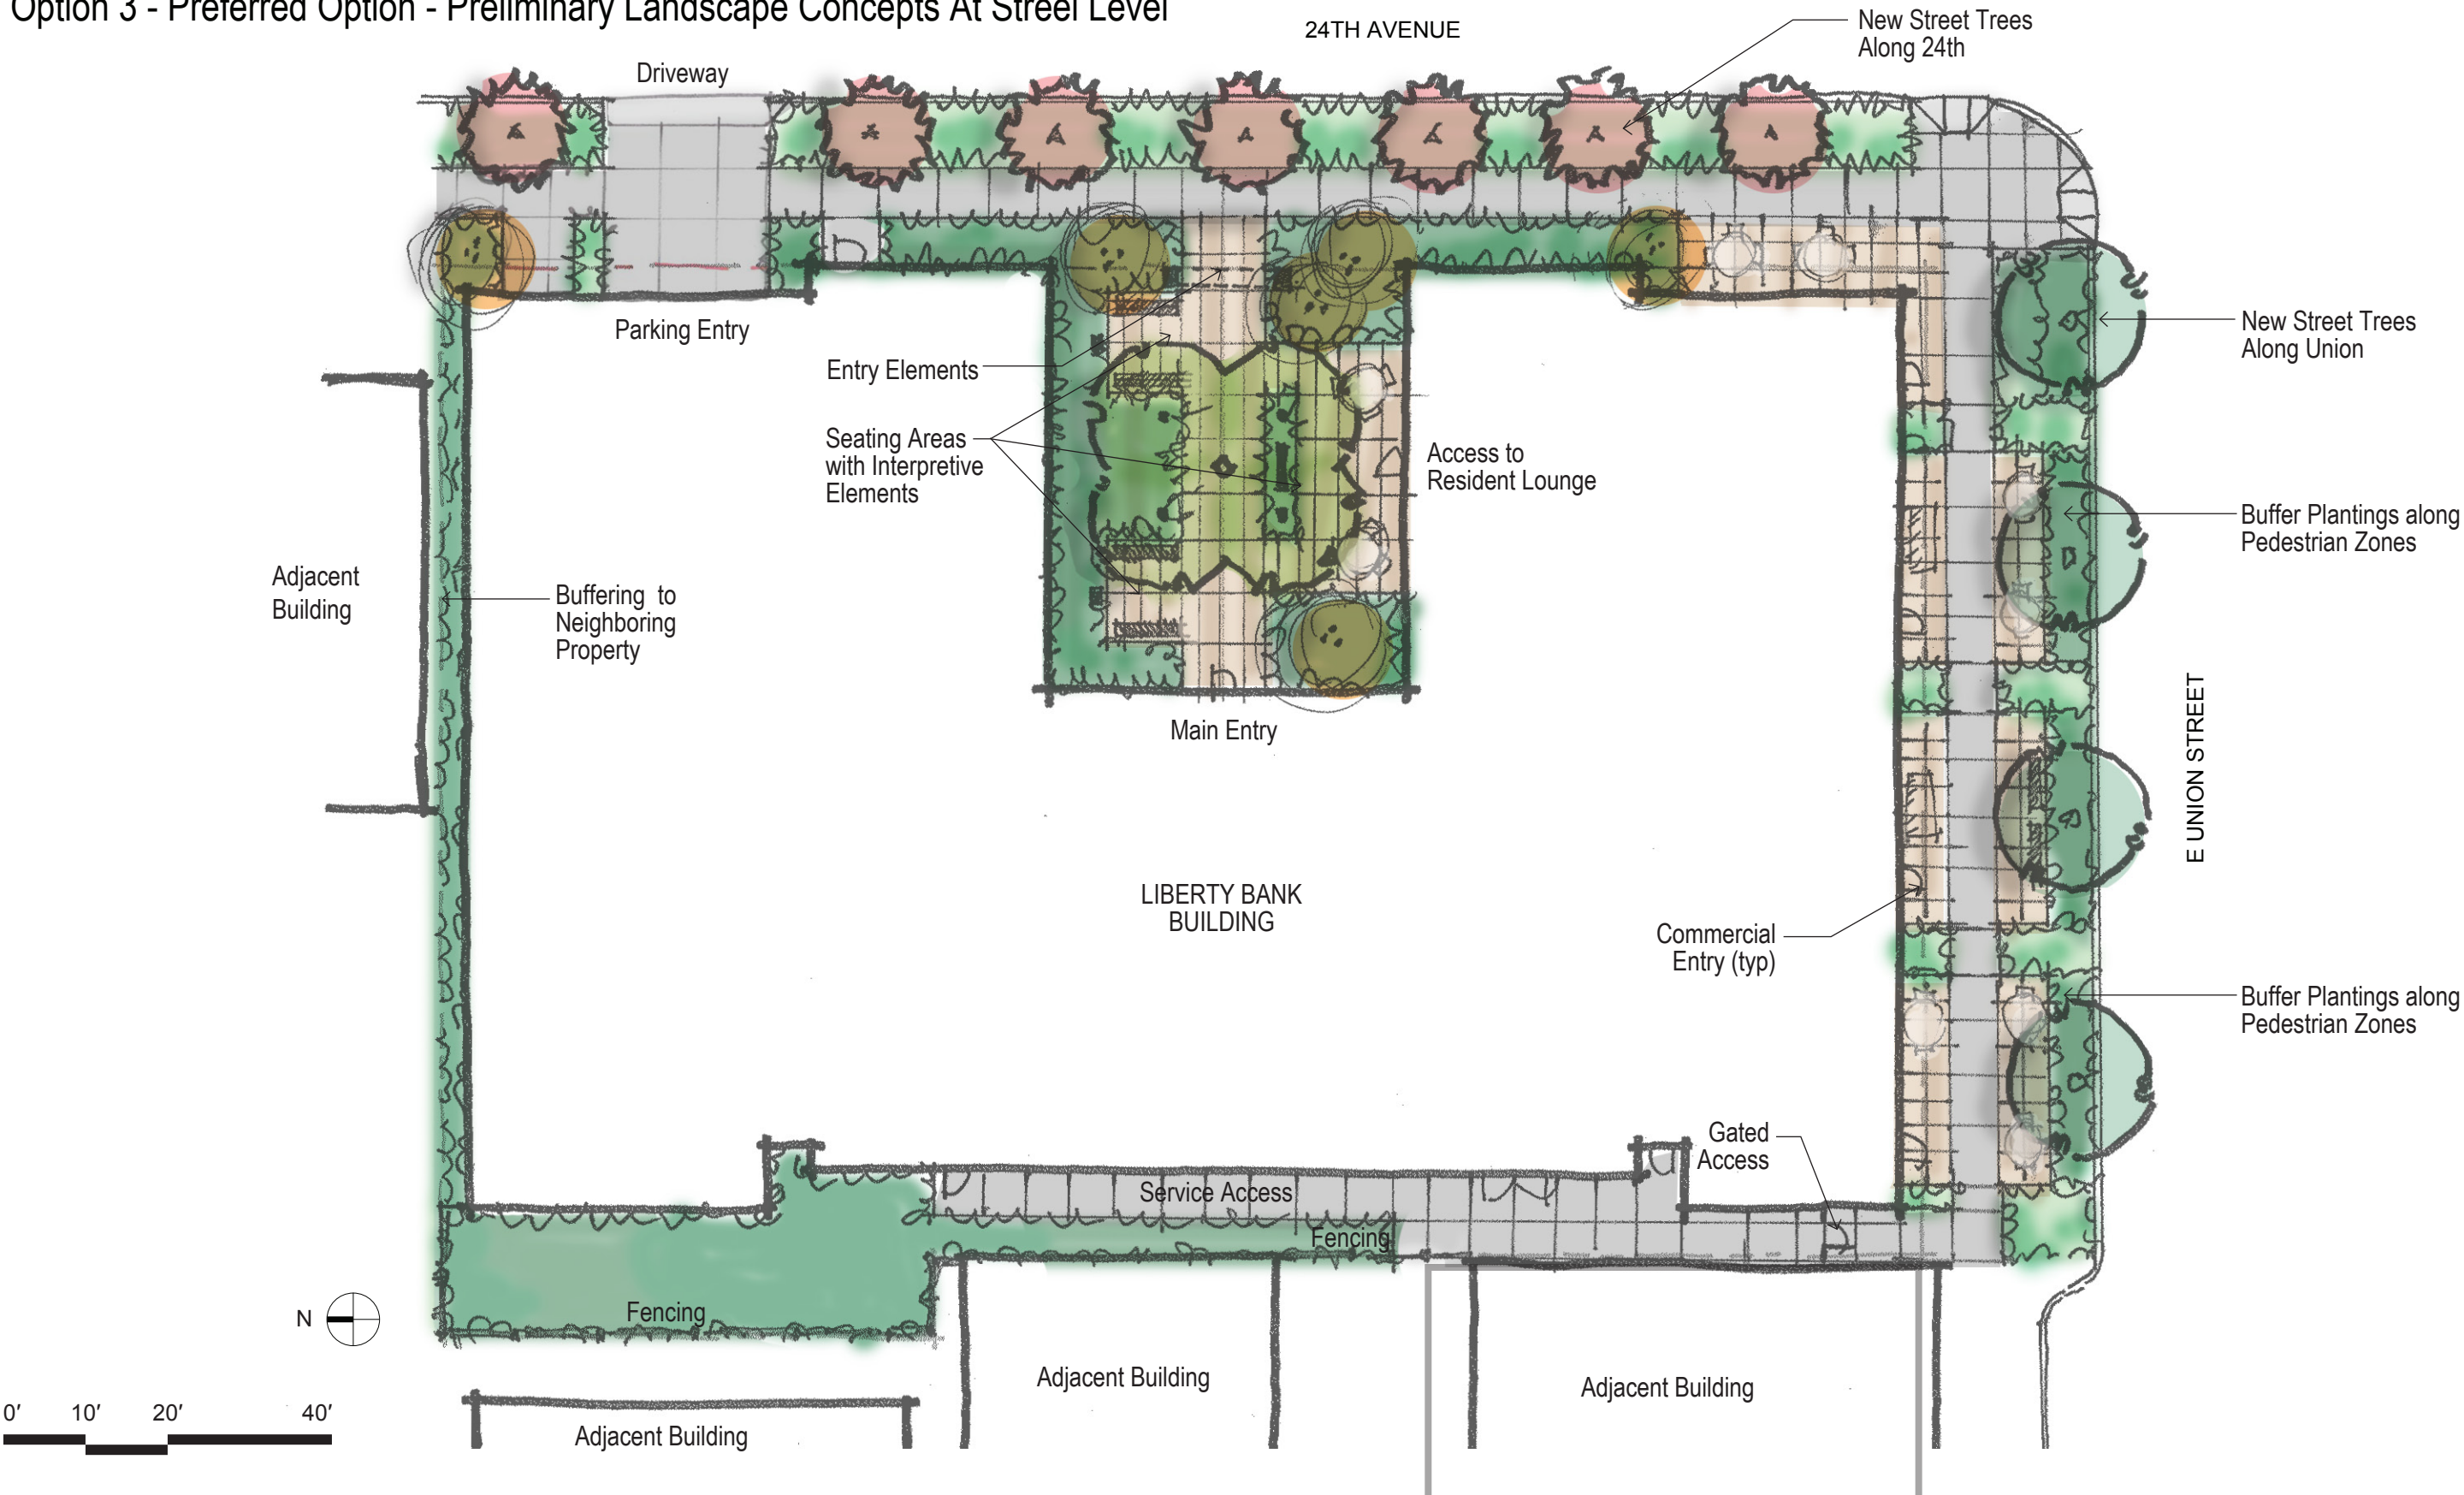 Option 3 - Preferred Option - Preliminary Landscape Concepts At Streel Level
24TH AVENUE
New Street Trees
Along 24th
Driveway
Parking Entry
Entry Elements
Seating Areas
with Interpretive
Elements
Access to
Resident Lounge
New Street Trees
Along Union
Buffer Plantings along
Pedestrian Zones
Adjacent
Building
Buffering to
Neighboring
Property
Main Entry
E UNION STREET
LIBERTY BANK
BUILDING
Commercial
Entry (typ)
Buffer Plantings along
Pedestrian Zones
Gated
Access
Service Access
Fencing
Fencing
N
Adjacent Building
Adjacent Building
Adjacent Building
0' 10' 20' 40'